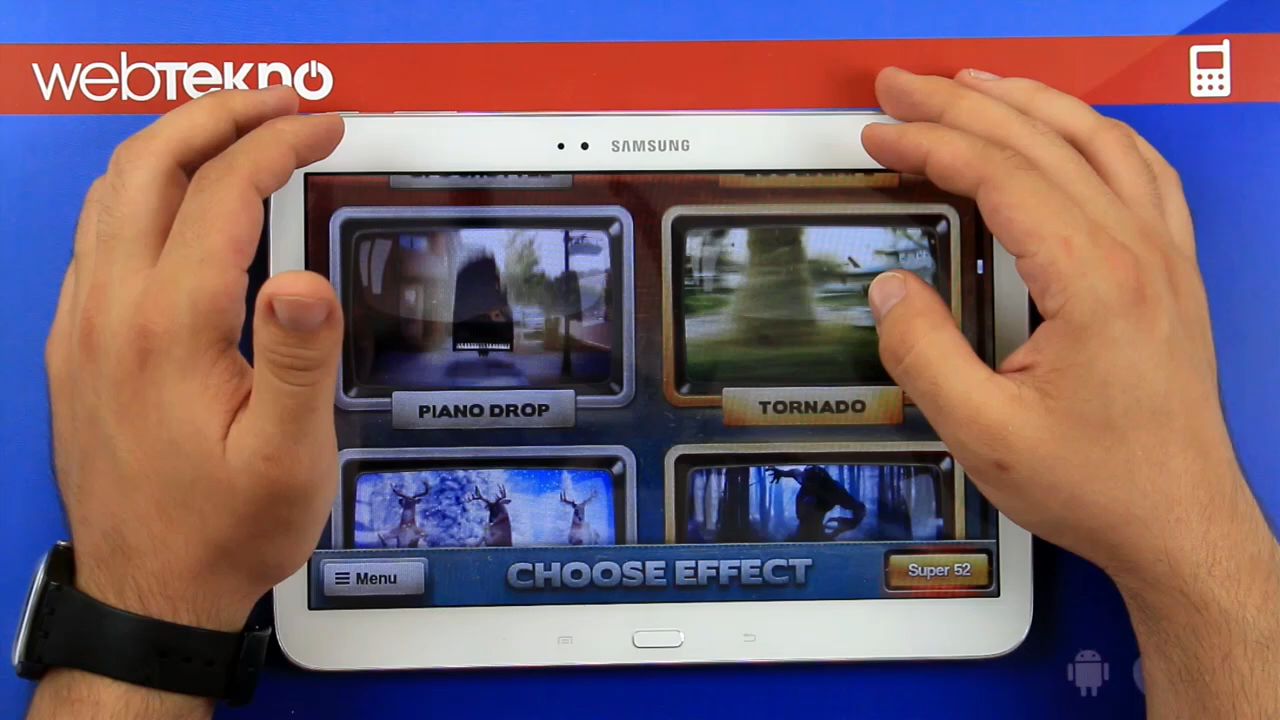 webTEKNO
SAMSUNG
PIANO DROP
TORNADO
Menu
CHOOSE EFFECT
Super 52